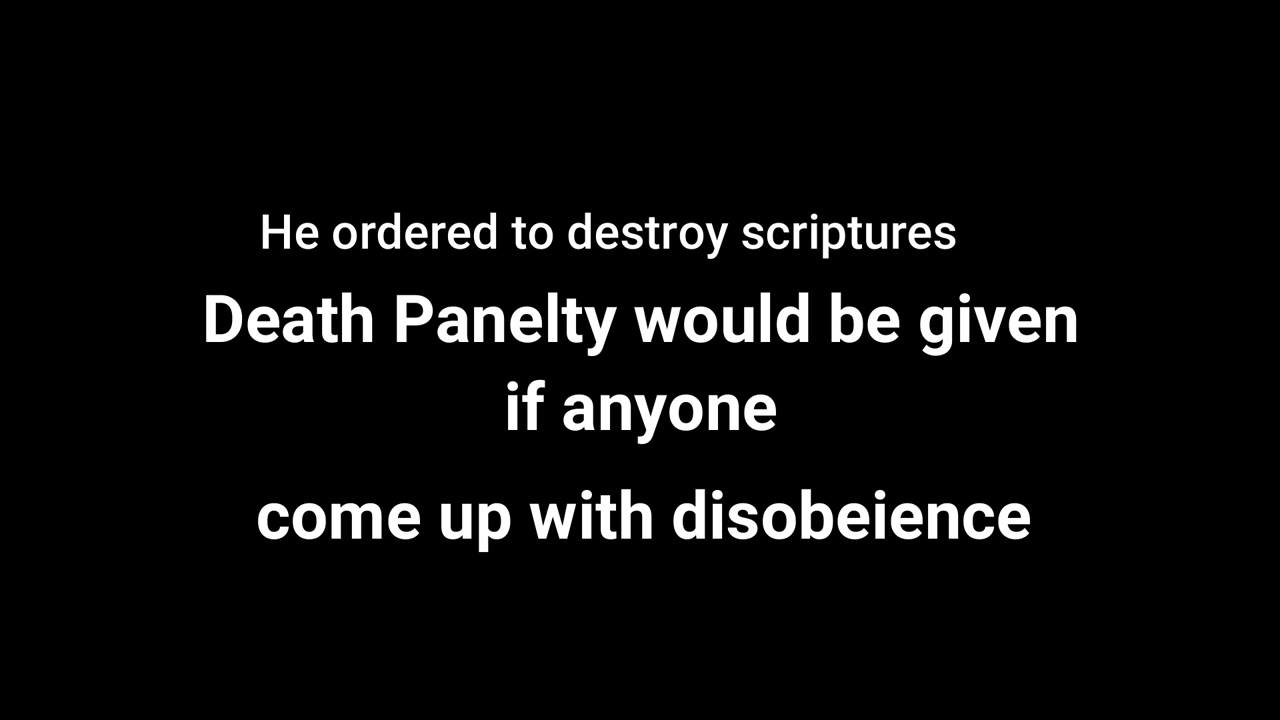 He ordered to destroy scriptures
Death Panelty would be given
if anyone
come up with disobeience